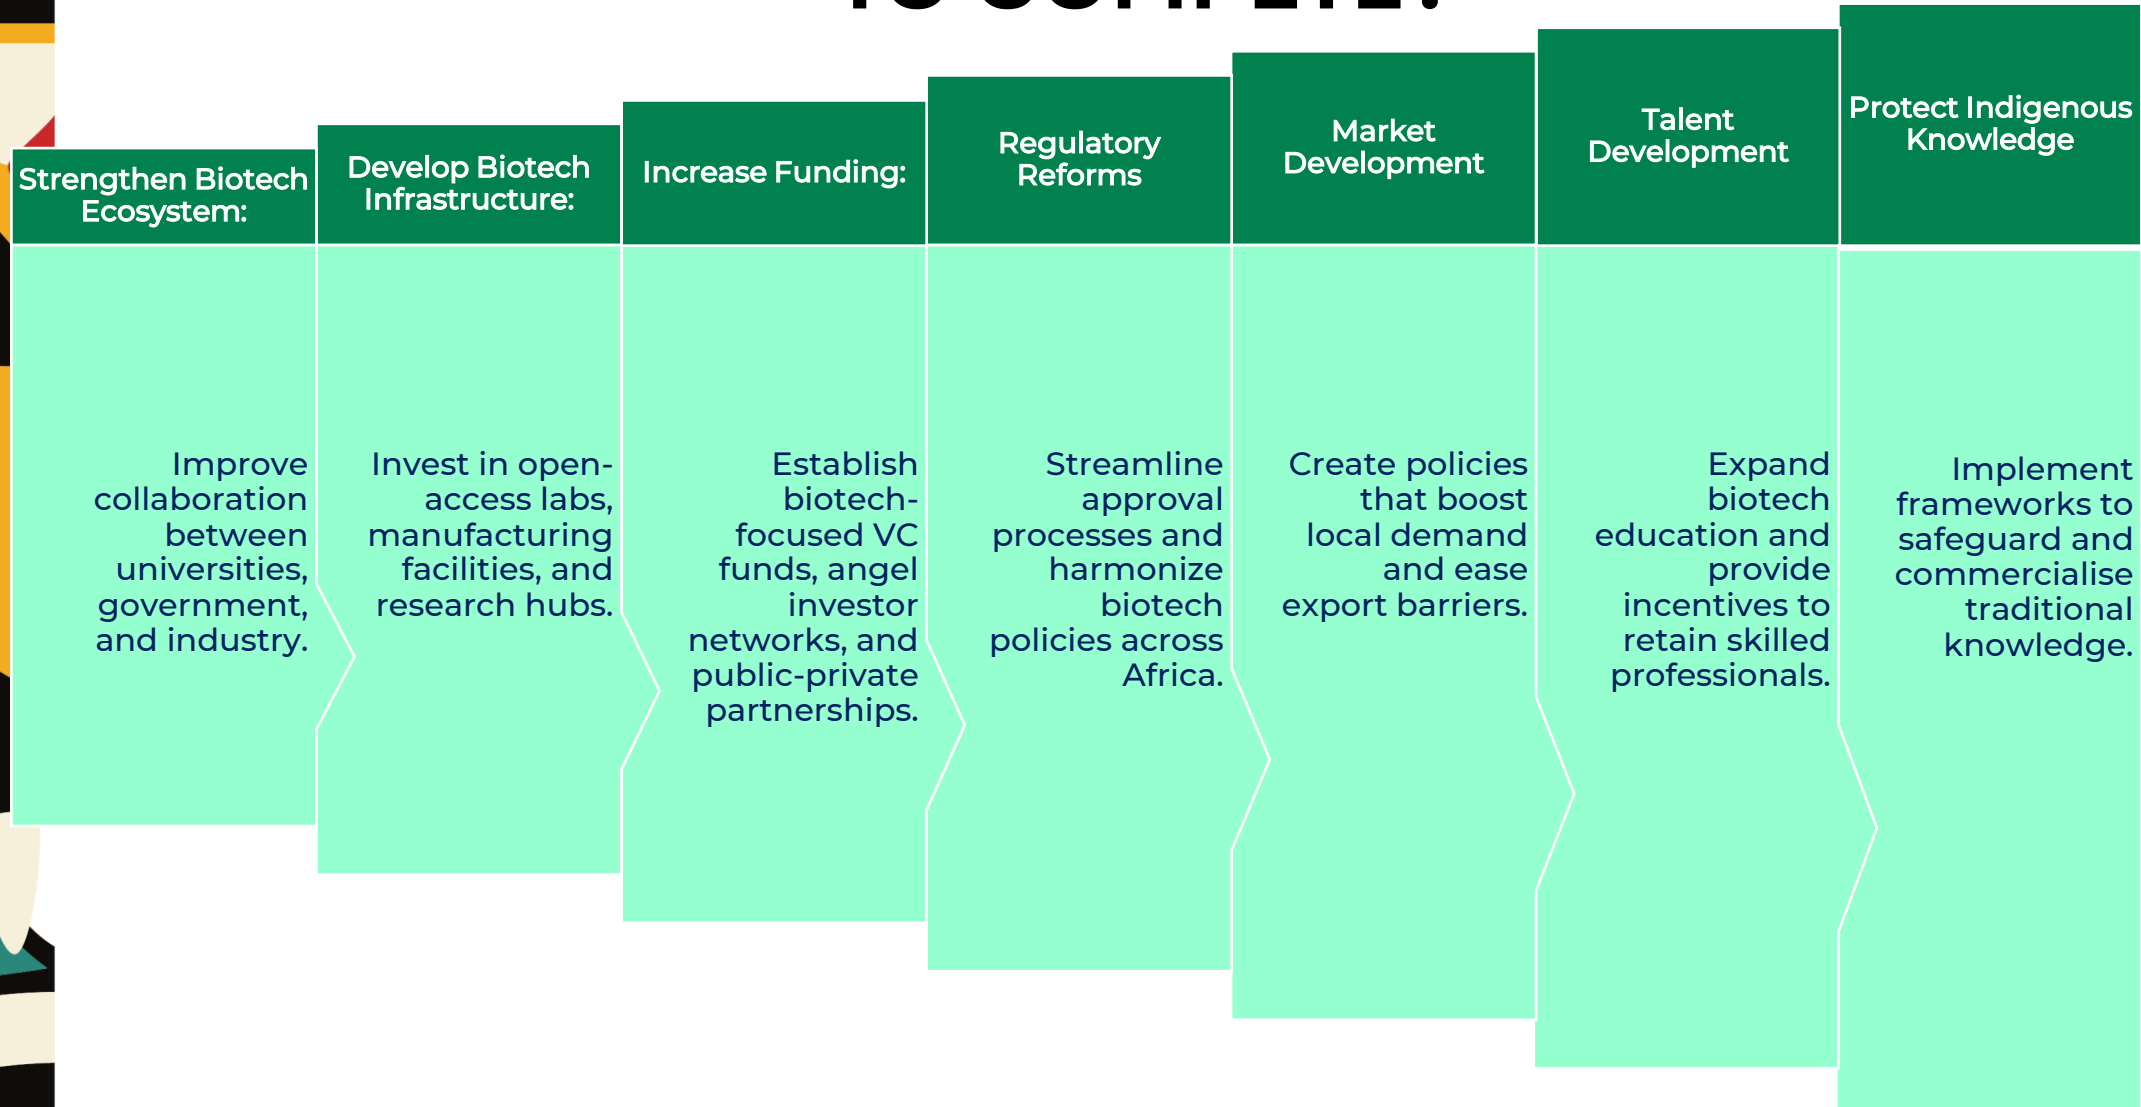 TO COMPETE?
Strengthen Biotech
Ecosystem:
Improve
collaboration
between
universities,
government,
and industry.
Develop Biotech
Infrastructure:
Invest in open-
access labs,
manufacturing
facilities, and
research hubs.
Increase Funding:
Establish
biotech-
focused VC
funds, angel
investor
networks, and
public-private
partnerships.
Regulatory
Reforms
Streamline
approval
processes and
harmonize
biotech
policies across
Africa.
Market
Development
Create policies
that boost
local demand
and ease
export barriers.
Talent
Development
Expand
biotech
education and
provide
incentives to
retain skilled
professionals.
Protect Indigenous
Knowledge
Implement
frameworks to
safeguard and
commercialise
traditional
knowledge.